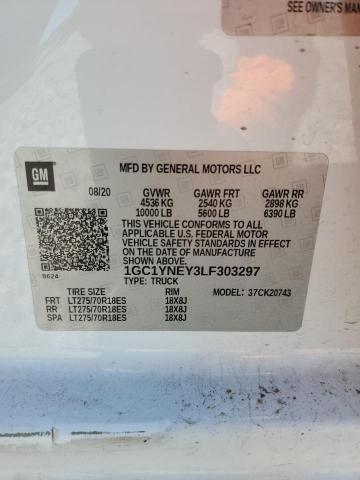 SEE OWNER'S MAN
GM
MFD BY GENERAL MOTORS LLC
08/20 GVWR GAWR FRT GAWR RR
4536 KG 2540 KG 2898 KG
10000 LB 5600 LB 6390 LB
THIS VEHICLE CONFORMS TO ALL
APPLICABLE U.S. FEDERAL MOTOR
VEHICLE SAFETY STANDARDS IN EFFECT
ON THE DATE OF MANUFACTURE
SHOWN ABOVE.
1GC1YNEY3LF303297
B624
TYPE: TRUCK
TIRE SIZE RIM MODEL: 37CK20743
FRT LT275/70R18ES 18X8J
RR LT275/70R18ES 18X8J
SPA LT275/70R18ES 18X8J